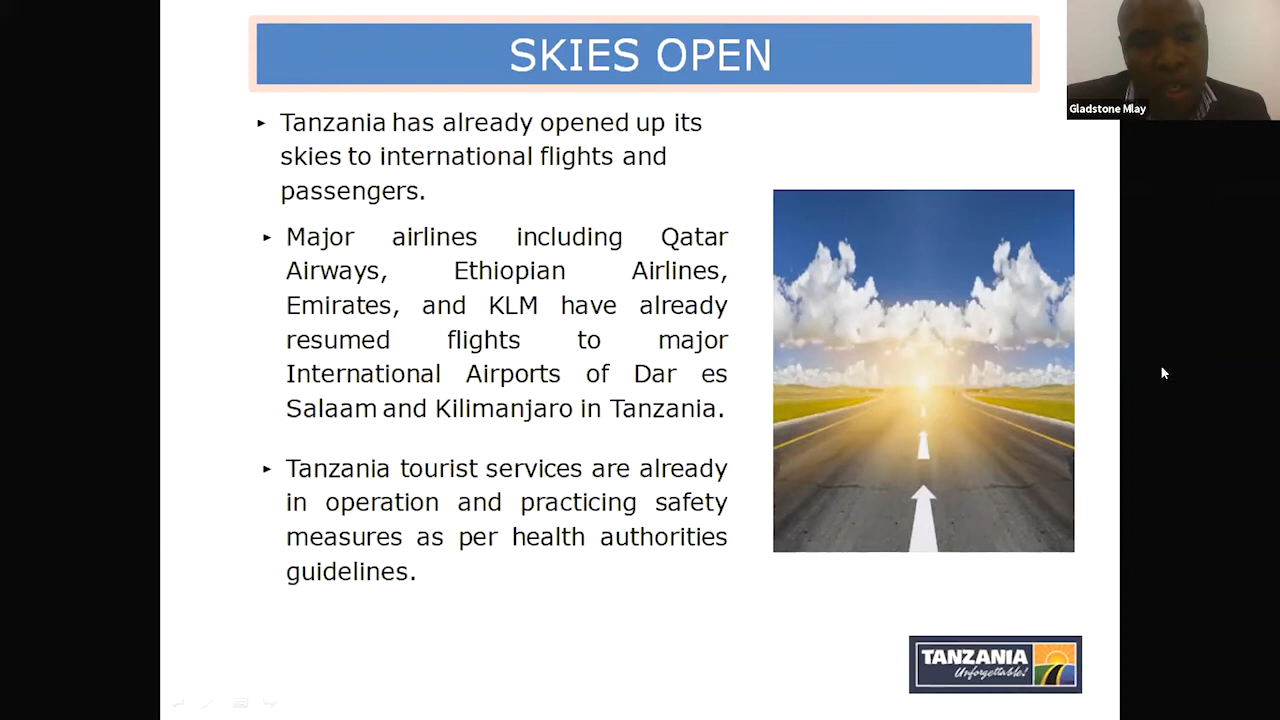 SKIES OPEN
Gladstone Mlay
‣ Tanzania has already opened up its
skies to international flights and
passengers.
‣ Major airlines including Qatar
Airways, Ethiopian Airlines,
Emirates, and KLM have already
resumed flights to major
International Airports of Dar es
Salaam and Kilimanjaro in Tanzania.
‣ Tanzania tourist services are already
in operation and practicing safety
measures as per health authorities
guidelines.
TANZANIA
Unforgettable!